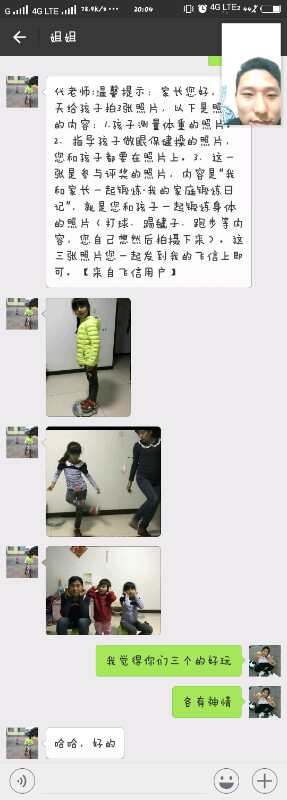 G 4G LTE 78.9k/s 20:04 4G LTE2 44%
姐姐
代老师:温馨提示：家长您好，
天给孩子拍3张照片，以下是照
的内容：1.孩子测量体重的照片。
2．指导孩子做眼保健操的照片，
您和孩子都要在照片上。3．这一
张是参与评奖的照片，内容是“我
和家长一起锻炼·我的家庭锻炼日
记”，就是您和孩子一起锻炼身体
的照片（打球、踢毽子、跑步等内
容，您自己想然后拍摄下来）。这
三张照片您一起发到我的飞信上即
可。【来自飞信用户】
我觉得你们三个的好玩
各有神情
哈哈，好的